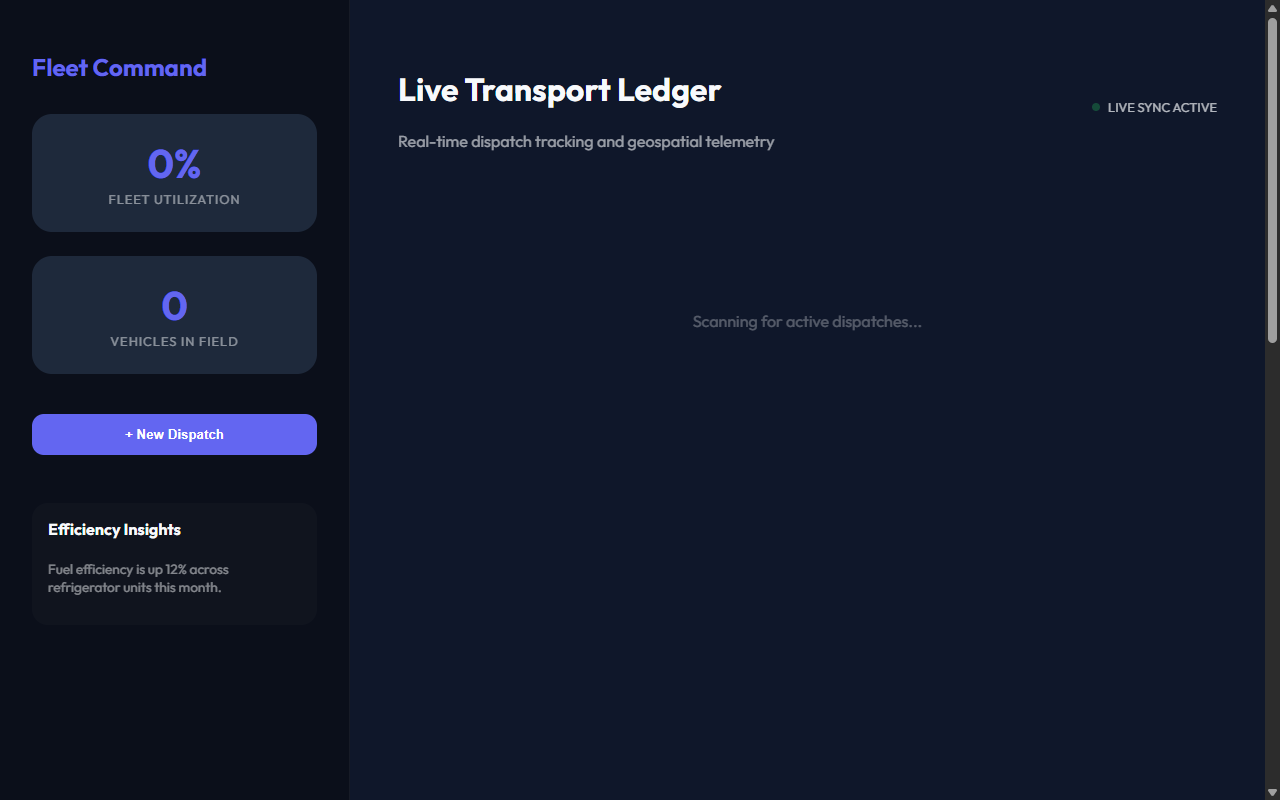 Fleet Command
0%
FLEET UTILIZATION
0
VEHICLES IN FIELD
+ New Dispatch
Efficiency Insights
Fuel efficiency is up 12% across
refrigerator units this month.
Live Transport Ledger
Real-time dispatch tracking and geospatial telemetry
LIVE SYNC ACTIVE
Scanning for active dispatches...